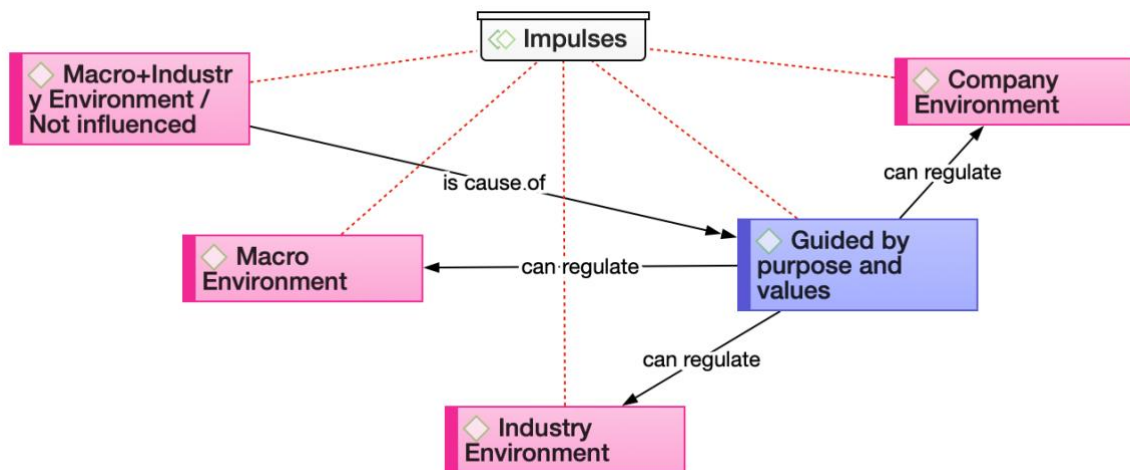 Impulses
Macro+Industr
y Environment /
Not influenced
Company
Environment
can regulate
is cause of
Guided by
purpose and
values
Macro
Environment
can regulate
can regulate
Industry
Environment